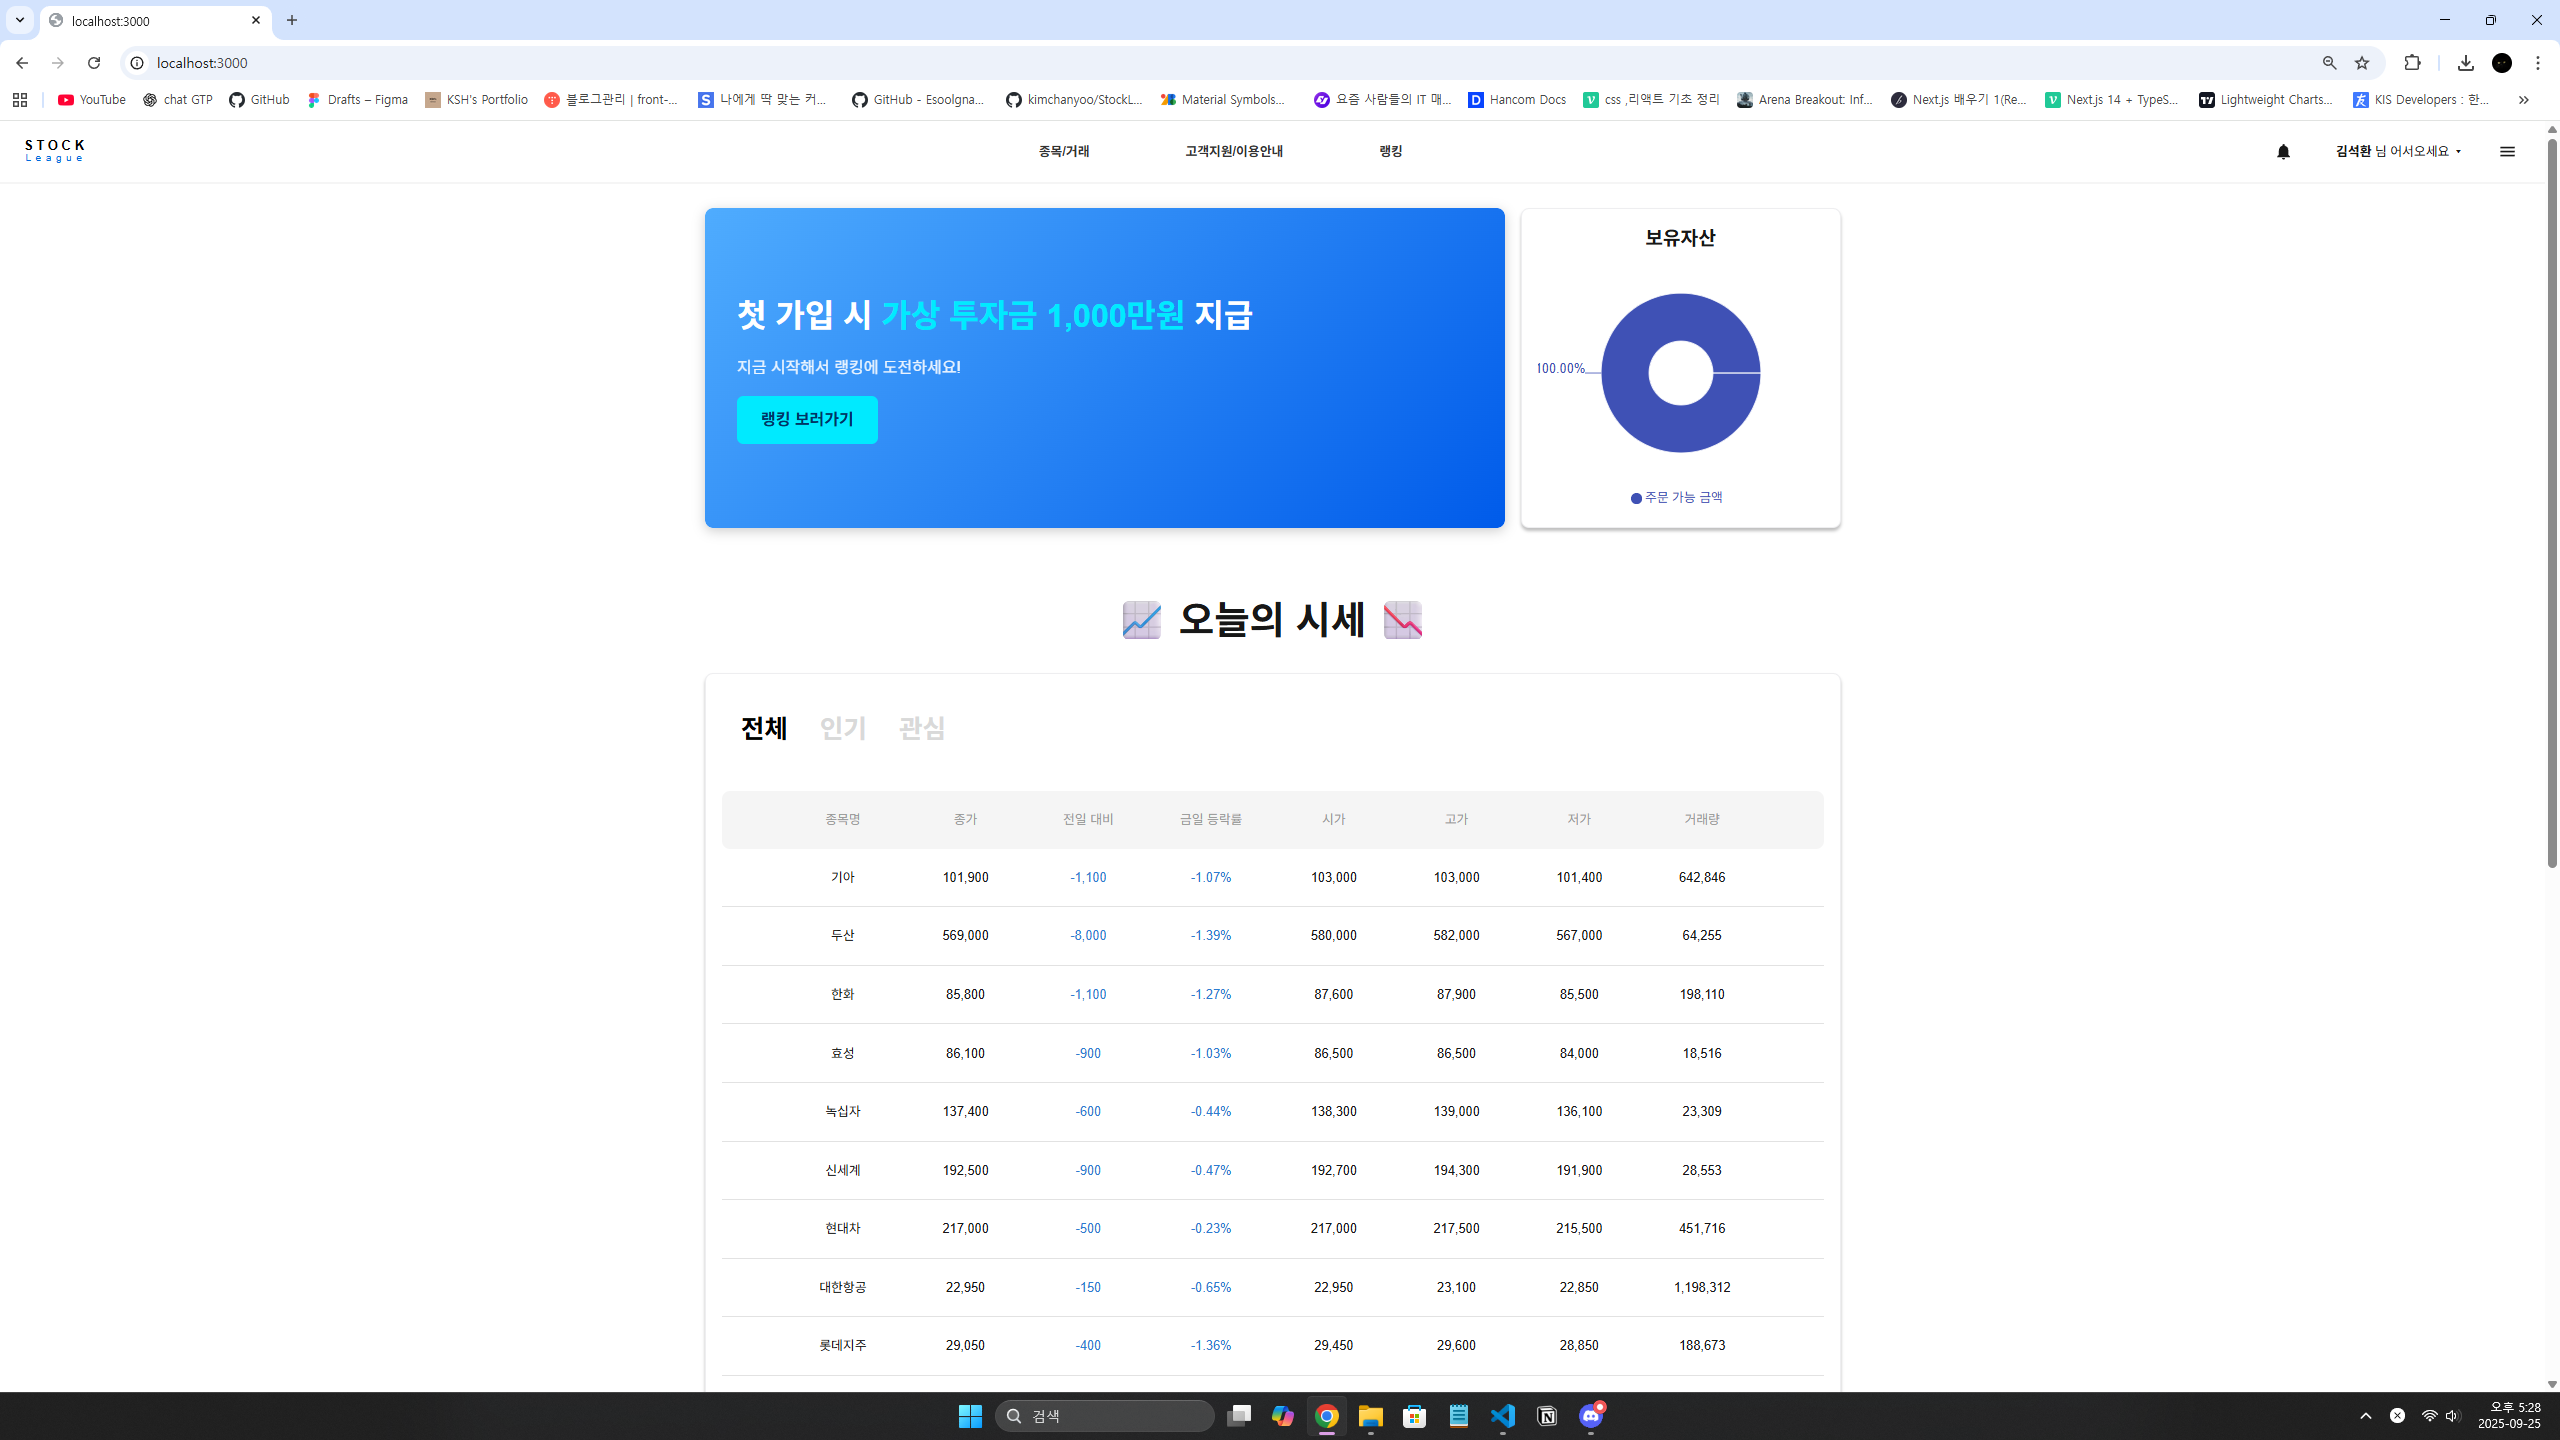 localhost:3000
localhost:3000
YouTube chat GTP GitHub Drafts – Figma KSH's Portfolio 블로그관리 | front-... 나에게 딱 맞는 커... GitHub - Esoolgna... kimchanyoo/StockL... Material Symbols... 요즘 사람들의 IT 매... Hancom Docs css ,리액트 기초 정리 Arena Breakout: Inf... Next.js 배우기 1(Re... Next.js 14 + TypeS... Lightweight Charts... KIS Developers : 한...
STOCK
League
종목/거래 고객지원/이용안내 랭킹
김석환 님 어서오세요
첫 가입 시 가상 투자금 1,000만원 지급
지금 시작해서 랭킹에 도전하세요!
랭킹 보러가기
보유자산
100.00%
주문 가능 금액
오늘의 시세
전체 인기 관심
종목명 종가 전일 대비 금일 등락률 시가 고가 저가 거래량
기아 101,900 -1,100 -1.07% 103,000 103,000 101,400 642,846
두산 569,000 -8,000 -1.39% 580,000 582,000 567,000 64,255
한화 85,800 -1,100 -1.27% 87,600 87,900 85,500 198,110
효성 86,100 -900 -1.03% 86,500 86,500 84,000 18,516
녹십자 137,400 -600 -0.44% 138,300 139,000 136,100 23,309
신세계 192,500 -900 -0.47% 192,700 194,300 191,900 28,553
현대차 217,000 -500 -0.23% 217,000 217,500 215,500 451,716
대한항공 22,950 -150 -0.65% 22,950 23,100 22,850 1,198,312
롯데지주 29,050 -400 -1.36% 29,450 29,600 28,850 188,673
검색
오후 5:28
2025-09-25